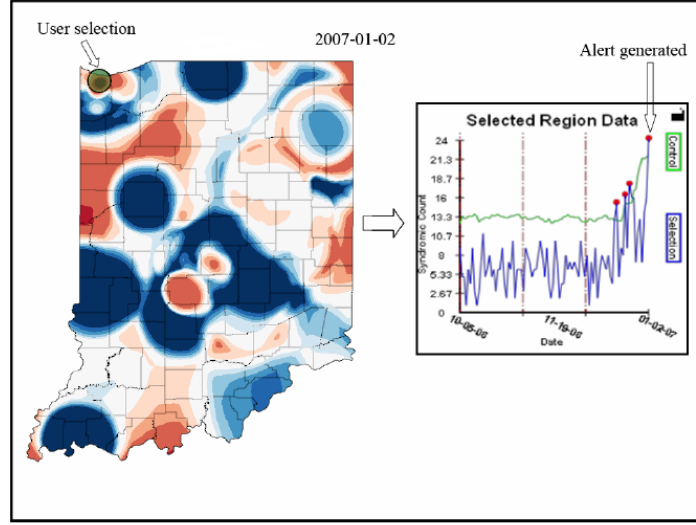 User selection
2007-01-02
Alert generated
Selected Region Data
24
21.3
18.7
16
13.3
10.7
8
5.33
2.67
0
Syndromic Count
Control
Selection
10-05-06
11-18-06
01-02-07
Date